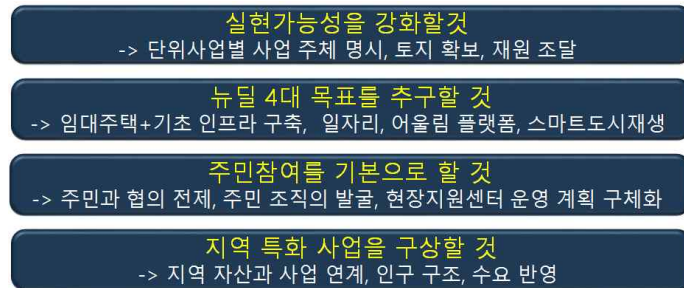 실현가능성을 강화할것
-> 단위사업별 사업 주체 명시, 토지 확보, 재원 조달
뉴딜 4대 목표를 추구할 것
-> 임대주택+기초 인프라 구축, 일자리, 어울림 플랫폼, 스마트도시재생
주민참여를 기본으로 할 것
-> 주민과 협의 전제, 주민 조직의 발굴, 현장지원센터 운영 계획 구체화
지역 특화 사업을 구상할 것
-> 지역 자산과 사업 연계, 인구 구조, 수요 반영